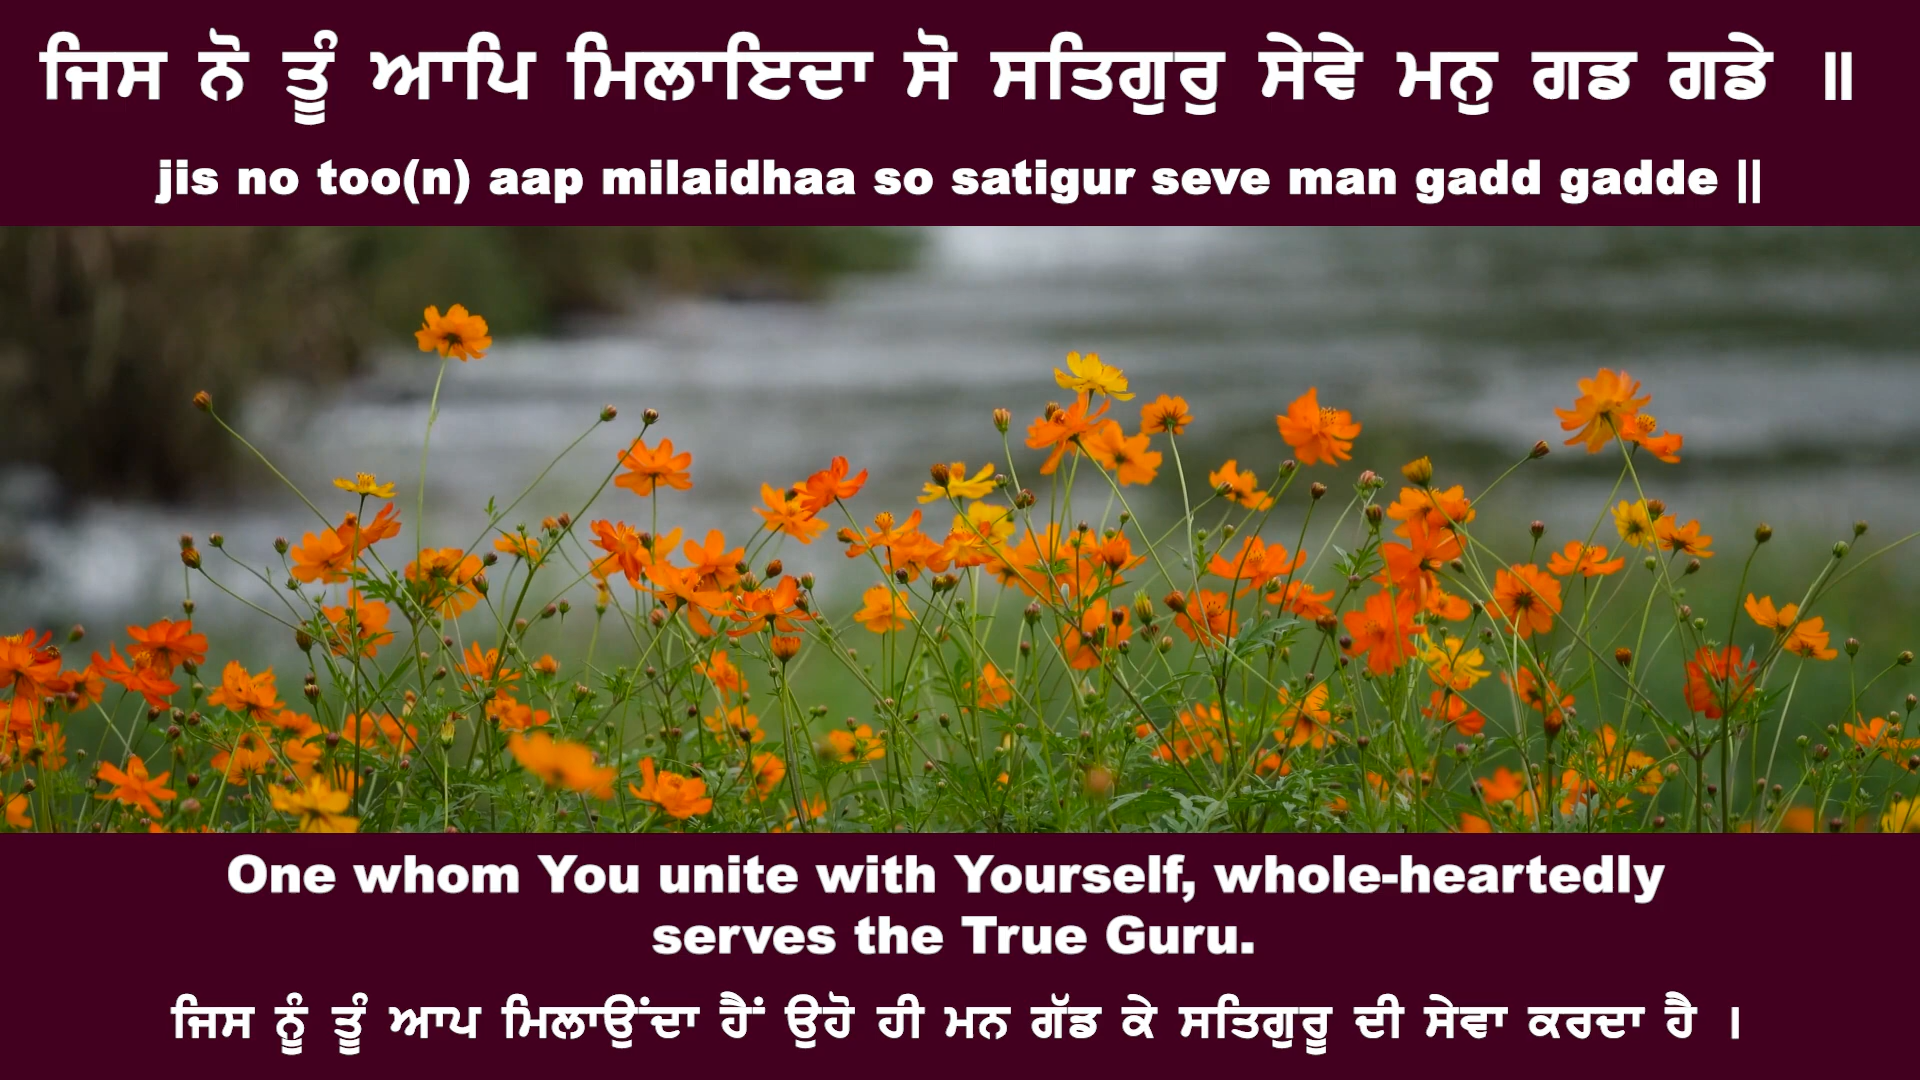 ਜਿਸ ਨੋ ਤੂੰ ਆਪਿ ਮਿਲਾਇਦਾ ਸੋ ਸਤਿਗੁਰੁ ਸੇਵੇ ਮਨੁ ਗਡ ਗਡੇ ॥
jis no too(n) aap milaidhaa so satigur seve man gadd gadde ||
One whom You unite with Yourself, whole-heartedly
serves the True Guru.
ਜਿਸ ਨੂੰ ਤੂੰ ਆਪ ਮਿਲਾਉਂਦਾ ਹੈਂ ਉਹੋ ਹੀ ਮਨ ਗੱਡ ਕੇ ਸਤਿਗੁਰੂ ਦੀ ਸੇਵਾ ਕਰਦਾ ਹੈ ।